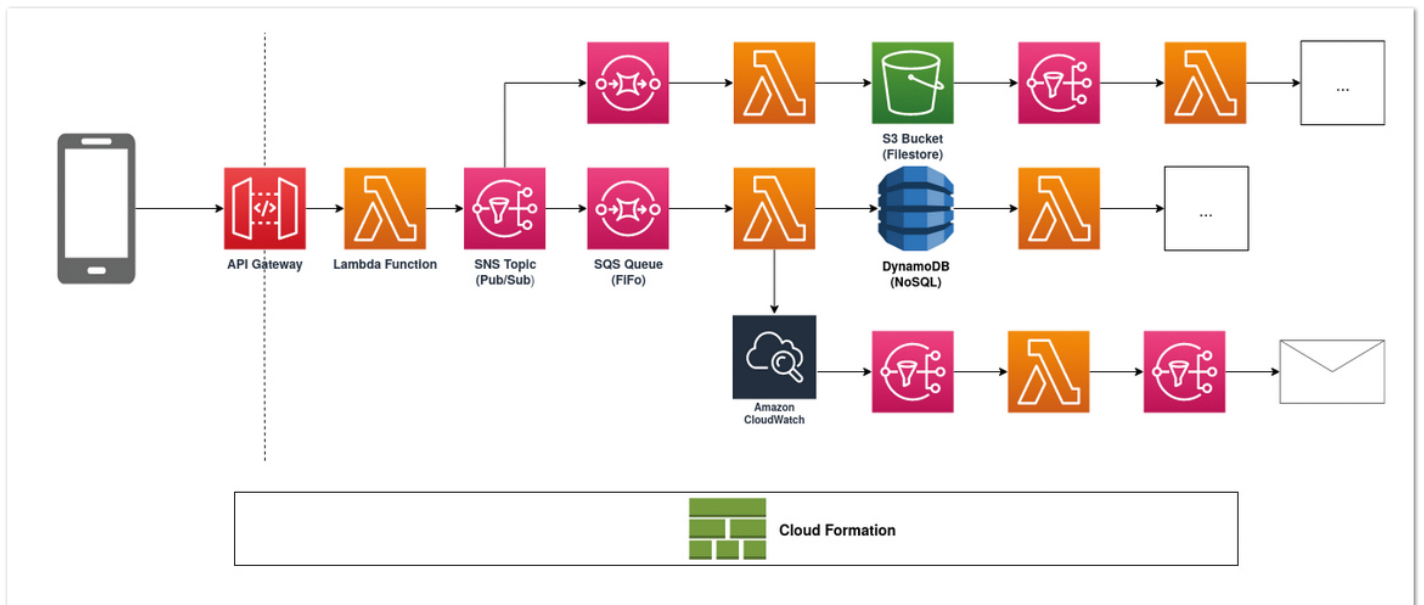 ...
S3 Bucket
(Filestore)
...
API Gateway
Lambda Function
SNS Topic
(Pub/Sub)
SQS Queue
(FiFo)
DynamoDB
(NoSQL)
Amazon
CloudWatch
Cloud Formation